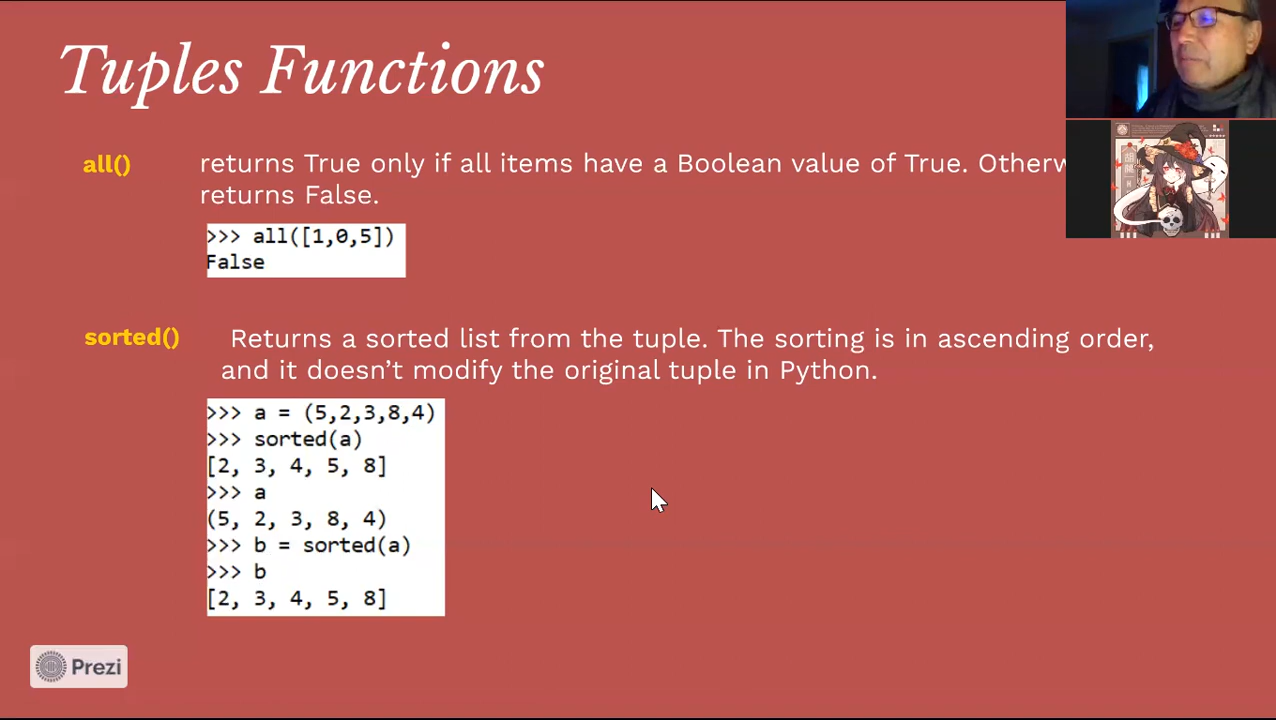 Tuples Functions
all()
returns True only if all items have a Boolean value of True. Otherw
returns False.
>>> all([1,0,5])
False
sorted()
Returns a sorted list from the tuple. The sorting is in ascending order,
and it doesn’t modify the original tuple in Python.
>>> a = (5,2,3,8,4)
>>> sorted(a)
[2, 3, 4, 5, 8]
>>> a
(5, 2, 3, 8, 4)
>>> b = sorted(a)
>>> b
[2, 3, 4, 5, 8]
Prezi